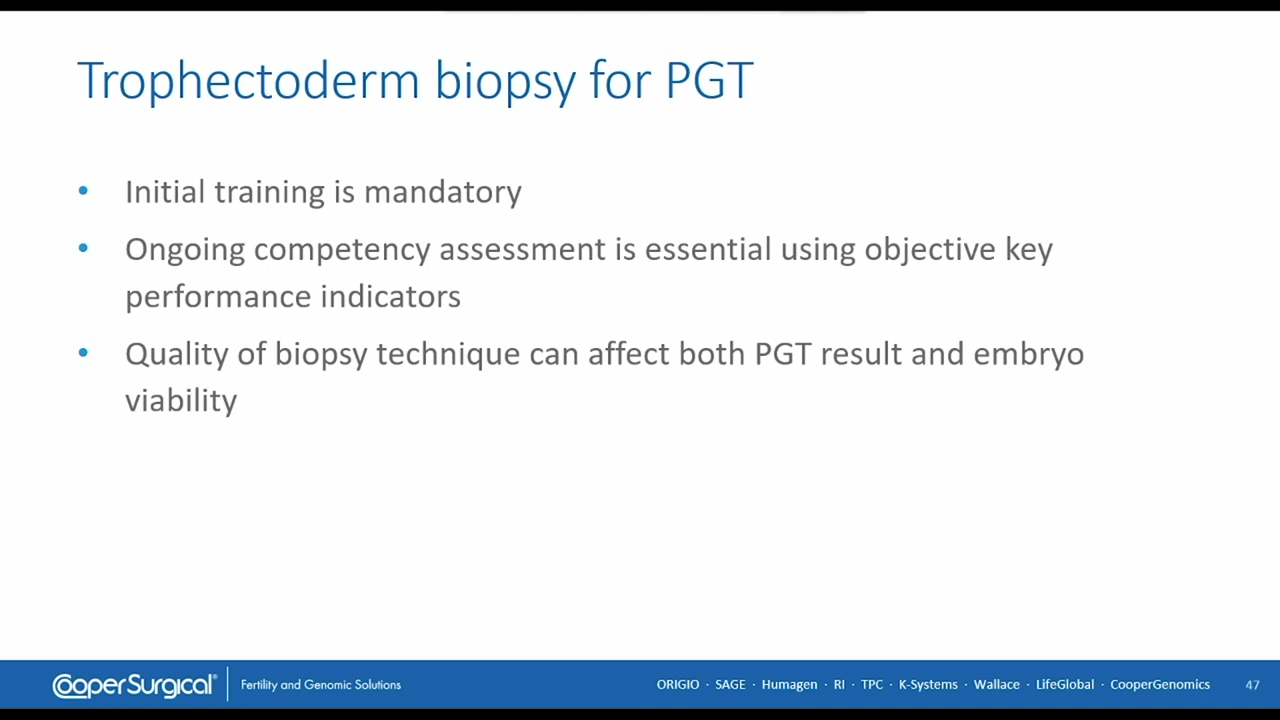 Trophectoderm biopsy for PGT
• Initial training is mandatory
• Ongoing competency assessment is essential using objective key
performance indicators
• Quality of biopsy technique can affect both PGT result and embryo
viability
CooperSurgical® Fertility and Genomic Solutions ORIGIO · SAGE · Humagen · RI · TPC · K-Systems · Wallace · LifeGlobal · CooperGenomics 47